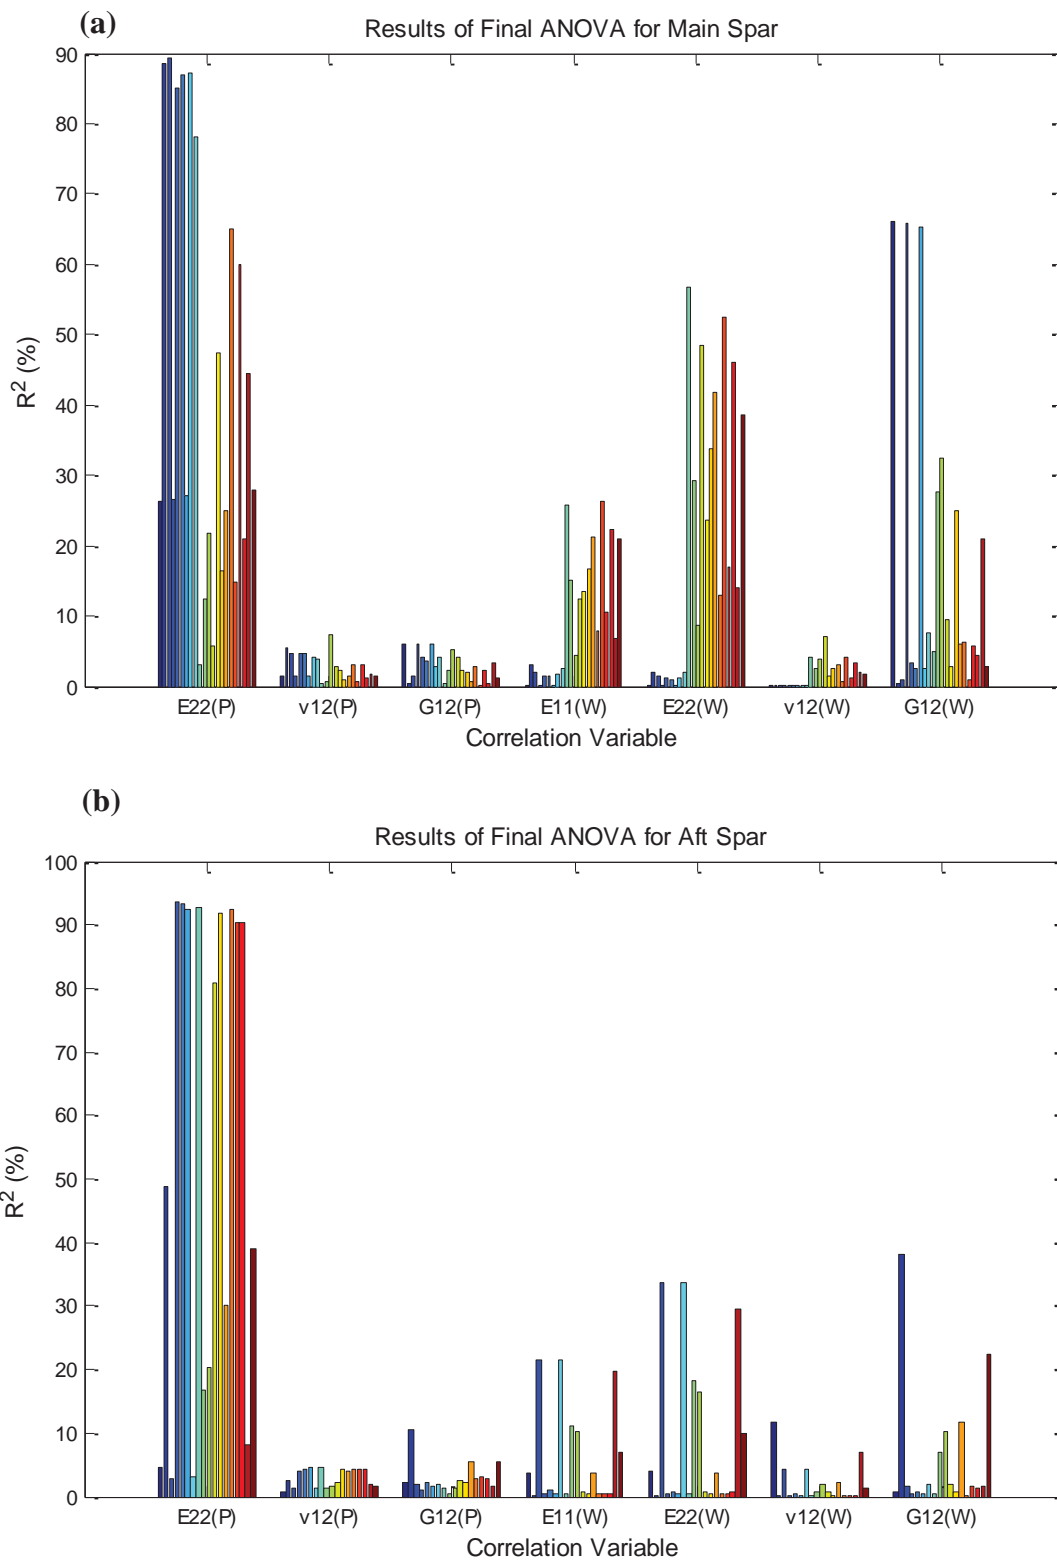 (a)
Results of Final ANOVA for Main Spar
90
80
70
60
50
40
30
20
10
0
R² (%)
E22(P) v12(P) G12(P) E11(W) E22(W) v12(W) G12(W)
Correlation Variable
(b)
Results of Final ANOVA for Aft Spar
100
90
80
70
60
50
40
30
20
10
0
R² (%)
E22(P) v12(P) G12(P) E11(W) E22(W) v12(W) G12(W)
Correlation Variable